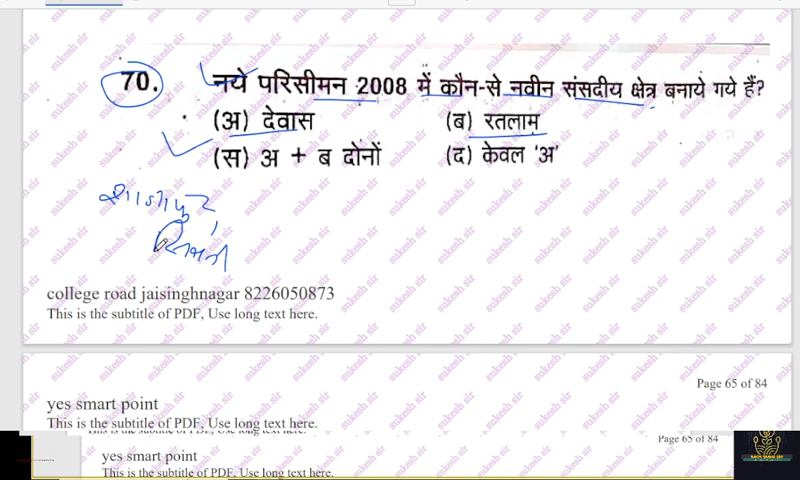 70. नये परिसीमन 2008 में कौन-से नवीन संसदीय क्षेत्र बनाये गये हैं?
(अ) देवास (ब) रतलाम
(स) अ + ब दोनों (द) केवल 'अ'
college road jaisinghnagar 8226050873
This is the subtitle of PDF, Use long text here.
Page 65 of 84
yes smart point
This is the subtitle of PDF, Use long text here.
Page 65 of 84
yes smart point
This is the subtitle of PDF, Use long text here.
sukesh sir